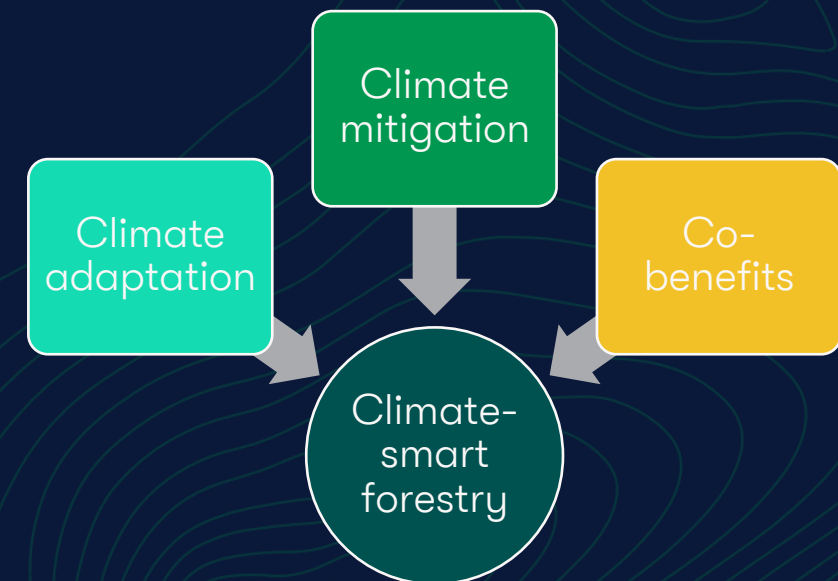 Climate
mitigation
Climate
adaptation
Co-
benefits
Climate-
smart
forestry